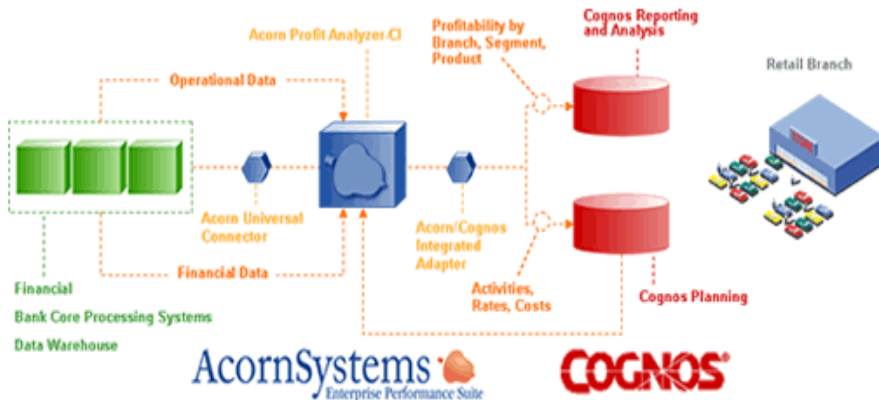 Acorn Profit Analyzer-CI
Profitability by
Branch, Segment,
Product
Cognos Reporting
and Analysis
Retail Branch
Operational Data
STORE
Acorn Universal
Connector
Acorn/Cognos
Integrated
Adapter
Financial Data
Activities,
Rates, Costs
Cognos Planning
Financial
Bank Core Processing Systems
Data Warehouse
AcornSystems
Enterprise Performance Suite
COGNOS®